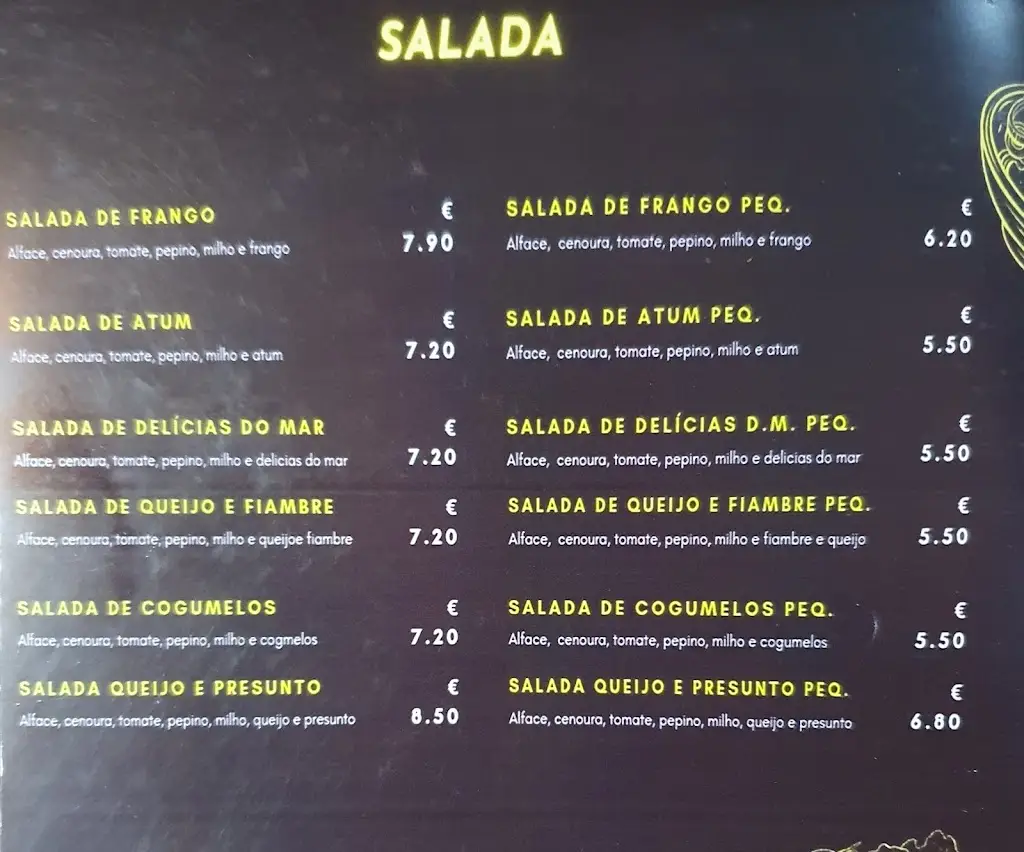 SALADA
SALADA DE FRANGO €
Alface, cenoura, tomate, pepino, milho e frango 7.90
SALADA DE ATUM €
Alface, cenoura, tomate, pepino, milho e atum 7.20
SALADA DE DELÍCIAS DO MAR €
Alface, cenoura, tomate, pepino, milho e delicias do mar 7.20
SALADA DE QUEIJO E FIAMBRE €
Alface, cenoura, tomate, pepino, milho e queijoe fiambre 7.20
SALADA DE COGUMELOS €
Alface, cenoura, tomate, pepino, milho e cogmelos 7.20
SALADA QUEIJO E PRESUNTO €
Alface, cenoura, tomate, pepino, milho, queijo e presunto 8.50
SALADA DE FRANGO PEQ. €
Alface, cenoura, tomate, pepino, milho e frango 6.20
SALADA DE ATUM PEQ. €
Alface, cenoura, tomate, pepino, milho e atum 5.50
SALADA DE DELÍCIAS D.M. PEQ. €
Alface, cenoura, tomate, pepino, milho e delicias do mar 5.50
SALADA DE QUEIJO E FIAMBRE PEQ. €
Alface, cenoura, tomate, pepino, milho e fiambre e queijo 5.50
SALADA DE COGUMELOS PEQ. €
Alface, cenoura, tomate, pepino, milho e cogumelos 5.50
SALADA QUEIJO E PRESUNTO PEQ. €
Alface, cenoura, tomate, pepino, milho, queijo e presunto 6.80